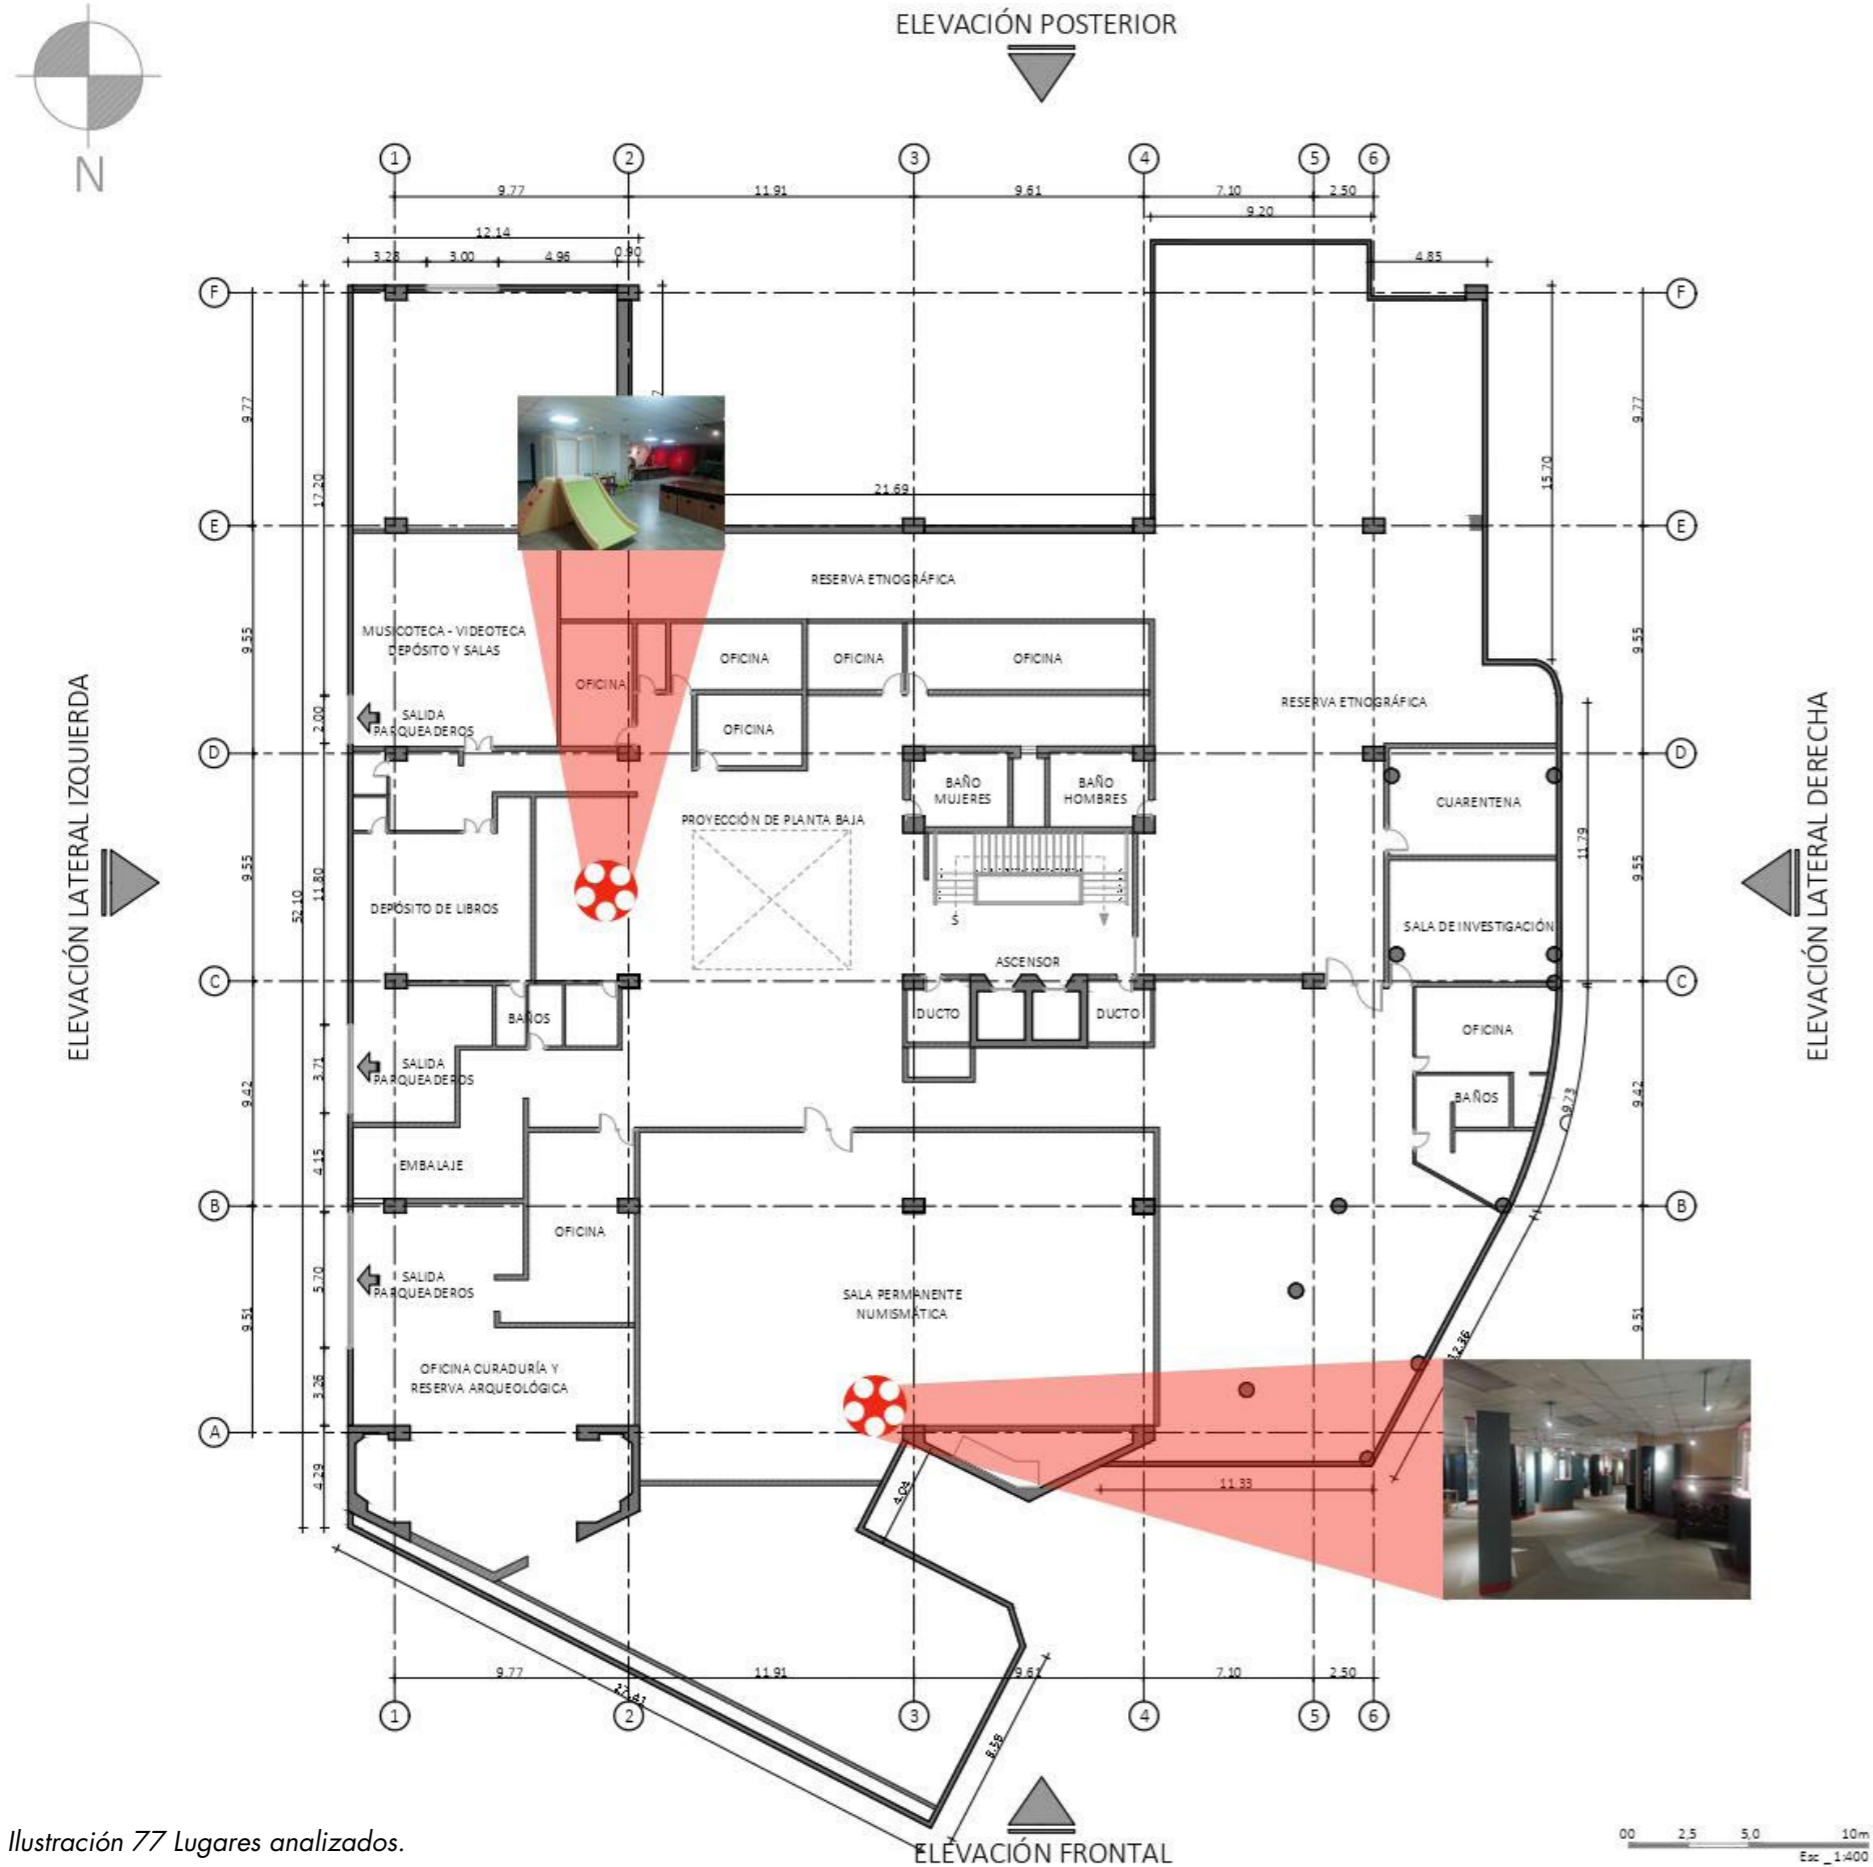 ELEVACIÓN POSTERIOR
N
1 2 3 4 5 6
9.77 11.91 9.61 7.10 2.50
9.20
12.14
3.28 3.00 4.96 0.90
4.85
F F
9.77 9.77
17.20
15.70
21.69
E E
RESERVA ETNOGRÁFICA
MUSICOTECA - VIDEOTECA
DEPÓSITO Y SALAS
9.55 9.55
OFICINA OFICINA OFICINA
OFICINA
RESERVA ETNOGRÁFICA
2.00
SALIDA
PARQUEADEROS
OFICINA
D D
BAÑO
MUJERES
BAÑO
HOMBRES
CUARENTENA
PROYECCIÓN DE PLANTA BAJA
ELEVACIÓN LATERAL IZQUIERDA
ELEVACIÓN LATERAL DERECHA
11.79
9.55 9.55
11.80
52.10
DEPÓSITO DE LIBROS
S
SALA DE INVESTIGACIÓN
ASCENSOR
C C
BAÑOS
DUCTO DUCTO
OFICINA
3.71
SALIDA
PARQUEADEROS
9.42 9.42
BAÑOS
9.73
4.15
EMBALAJE
B B
OFICINA
5.70
SALIDA
PARQUEADEROS
SALA PERMANENTE
NUMISMÁTICA
9.51 9.51
12.36
OFICINA CURADURÍA Y
RESERVA ARQUEOLÓGICA
3.26
A
4.29
4.04
11.33
9.77 11.91 9.61 7.10 2.50
27.41
8.58
1 2 3 4 5 6
ELEVACIÓN FRONTAL
Ilustración 77 Lugares analizados.
00 2,5 5,0 10m
Esc _1:400